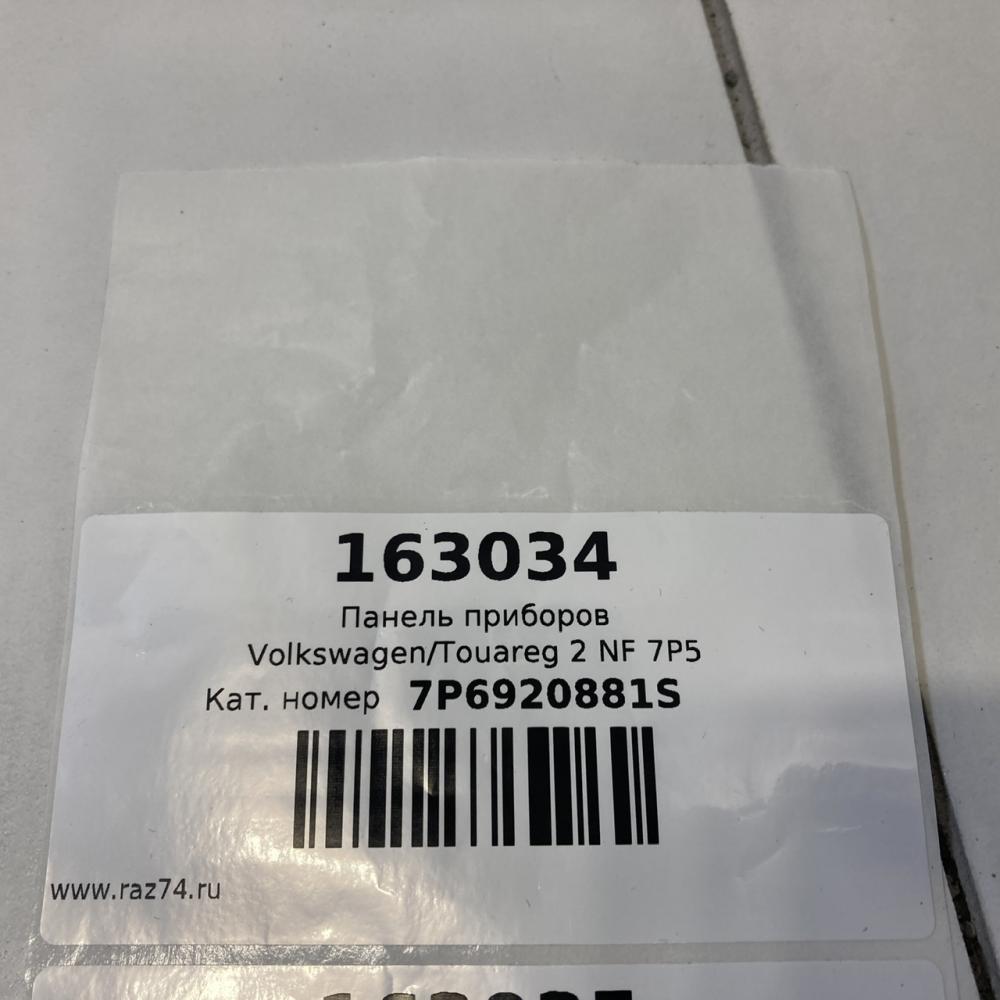 163034
Панель приборов
Volkswagen/Touareg 2 NF 7P5
Кат. номер 7P6920881S
www.raz74.ru